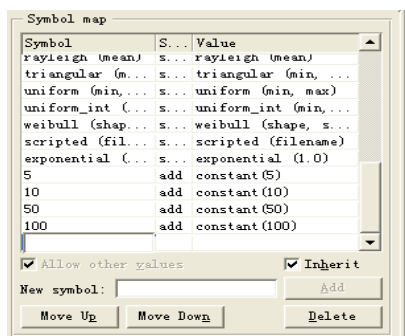 Symbol map
Symbol S... Value
rayleigh (mean) s... rayleigh (mean)
triangular (m... s... triangular (min, ...
uniform (min,... s... uniform (min, max)
uniform_int (... s... uniform_int (min,...
weibull (shap... s... weibull (shape, s...
scripted (fil... s... scripted (filename)
exponential (... s... exponential (1.0)
5 add constant(5)
10 add constant(10)
50 add constant(50)
100 add constant(100)
Allow other values Inherit
New symbol: Add
Move Up Move Down Delete